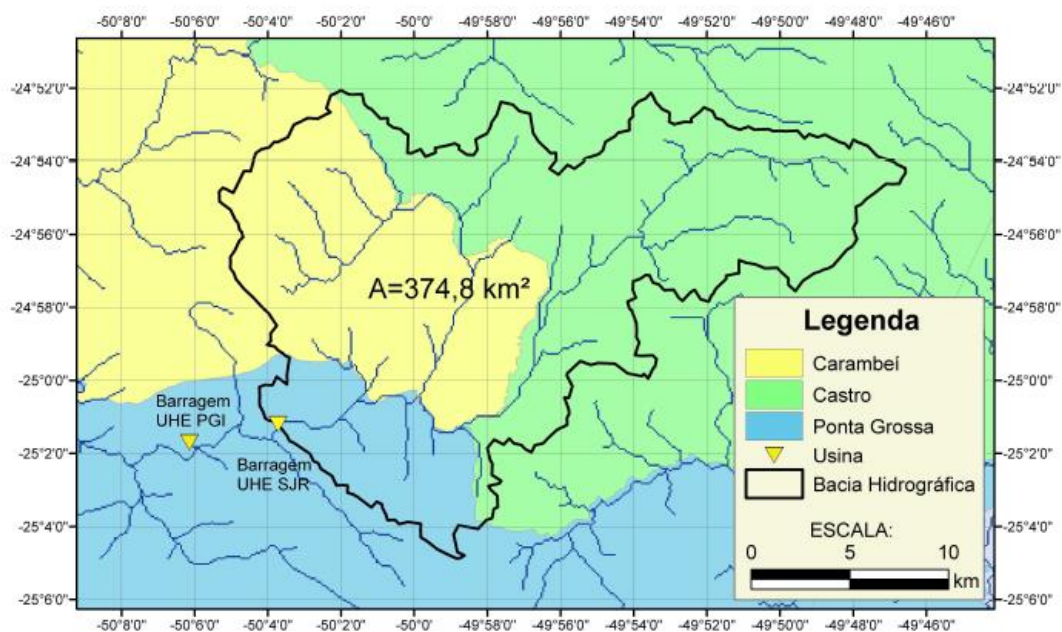 -50°8'0" -50°6'0" -50°4'0" -50°2'0" -50°0'0" -49°58'0" -49°56'0" -49°54'0" -49°52'0" -49°50'0" -49°48'0" -49°46'0"
-24°52'0" -24°52'0"
-24°54'0" -24°54'0"
-24°56'0" -24°56'0"
-24°58'0" -24°58'0"
-25°0'0" -25°0'0"
-25°2'0" -25°2'0"
-25°4'0" -25°4'0"
-25°6'0" -25°6'0"
A=374,8 km²
Barragem
UHE PGI
Barragem
UHE SJR
Legenda
Carambeí
Castro
Ponta Grossa
Usina
Bacia Hidrográfica
ESCALA:
0 5 10
km
-50°8'0" -50°6'0" -50°4'0" -50°2'0" -50°0'0" -49°58'0" -49°56'0" -49°54'0" -49°52'0" -49°50'0" -49°48'0" -49°46'0"